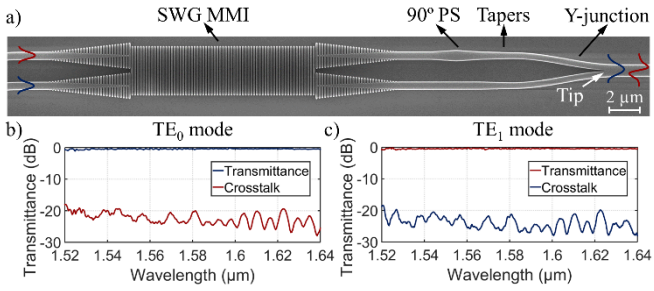 SWG MMI
90º PS
Tapers
Y-junction
a)
Tip
2 μm
b)
TE0 mode
c)
TE1 mode
Transmittance (dB)
0
-10
-20
-30
Transmittance
Crosstalk
1.52
1.54
1.56
1.58
1.6
1.62
1.64
Wavelength (μm)
Transmittance (dB)
0
-10
-20
-30
Transmittance
Crosstalk
1.52
1.54
1.56
1.58
1.6
1.62
1.64
Wavelength (μm)